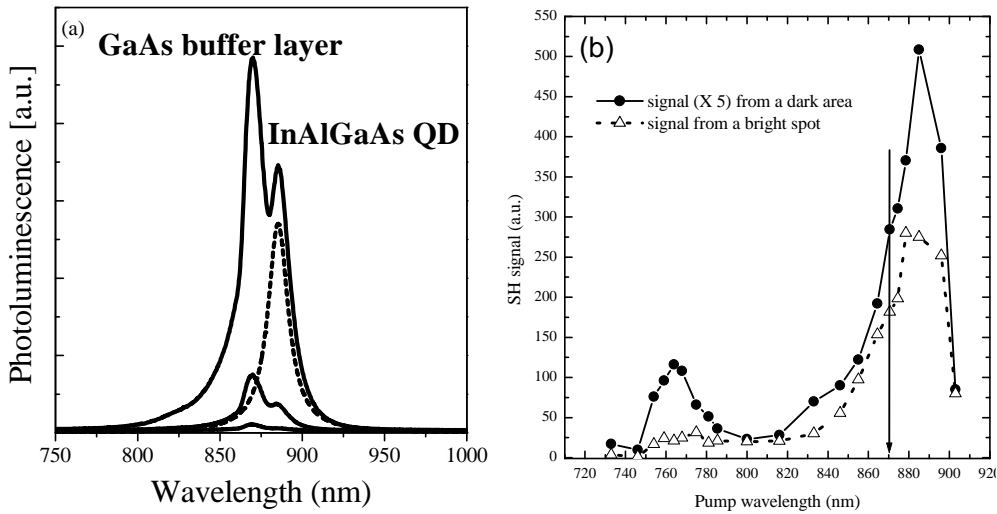 (a)
GaAs buffer layer
InAlGaAs QD
Photoluminescence [a.u.]
750 800 850 900 950 1000
Wavelength (nm)
(b)
signal (X 5) from a dark area
signal from a bright spot
SH signal (a.u.)
550
500
450
400
350
300
250
200
150
100
50
0
720 740 760 780 800 820 840 860 880 900 920
Pump wavelength (nm)